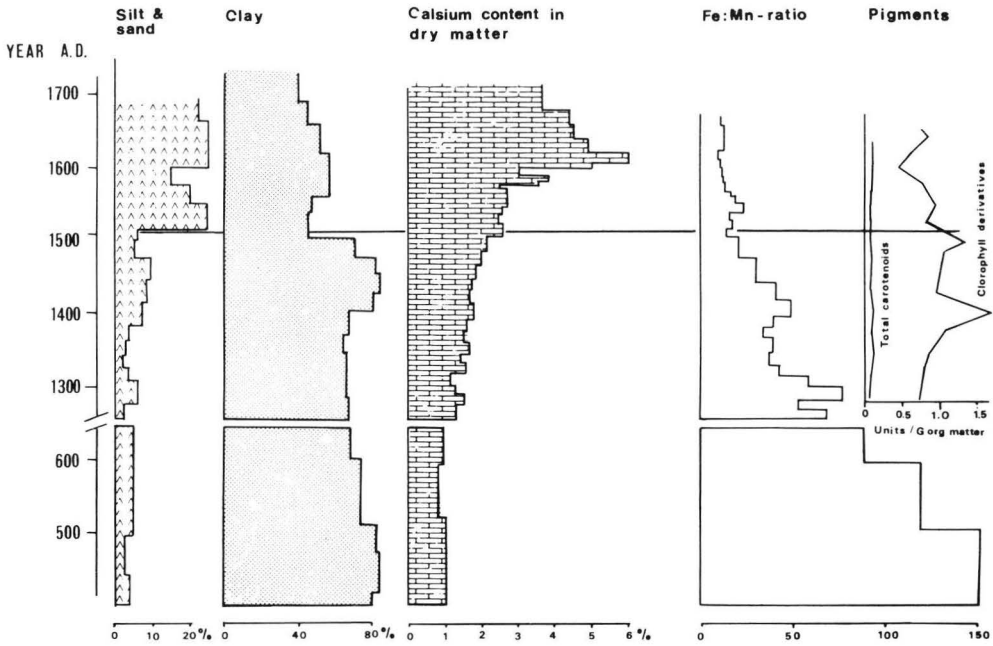 Silt &
sand
Clay
Calsium content in
dry matter
Fe:Mn-ratio
Pigments
YEAR A.D.
1700
1600
1500
1400
1300
600
500
Total carotenoids
Clorophyll derivatives
0 0.5 1.0 1.5
Units / G org matter
0 10 20 %
0 40 80 %
0 1 2 3 4 5 6 %
0 50 100 150